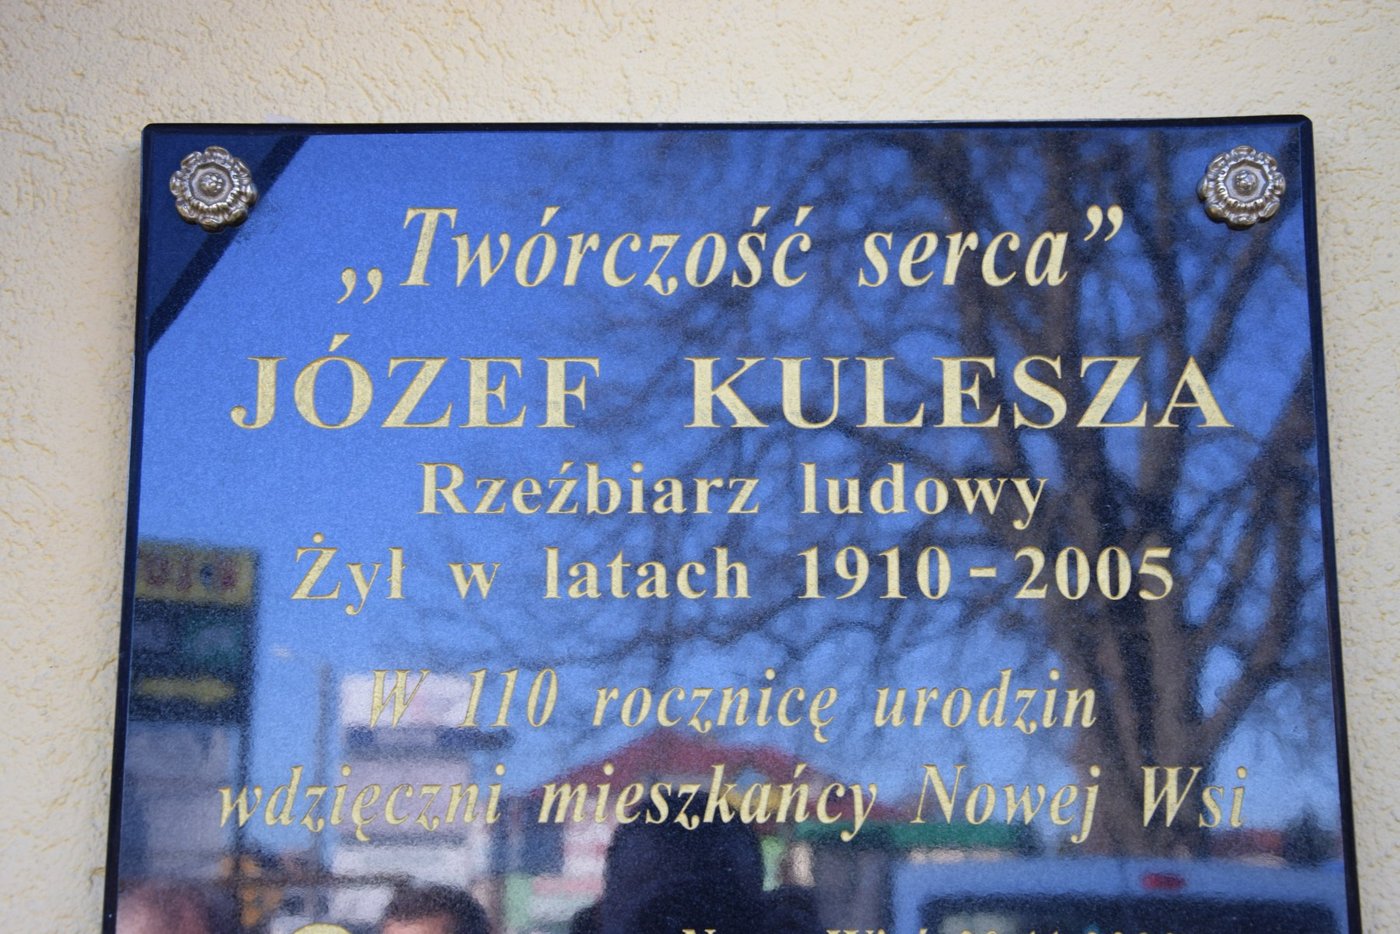 ,,Twórczość serca”
JÓZEF KULESZA
Rzeźbiarz ludowy
Żył w latach 1910 - 2005
W 110 rocznicę urodzin
wdzięczni mieszkańcy Nowej Wsi